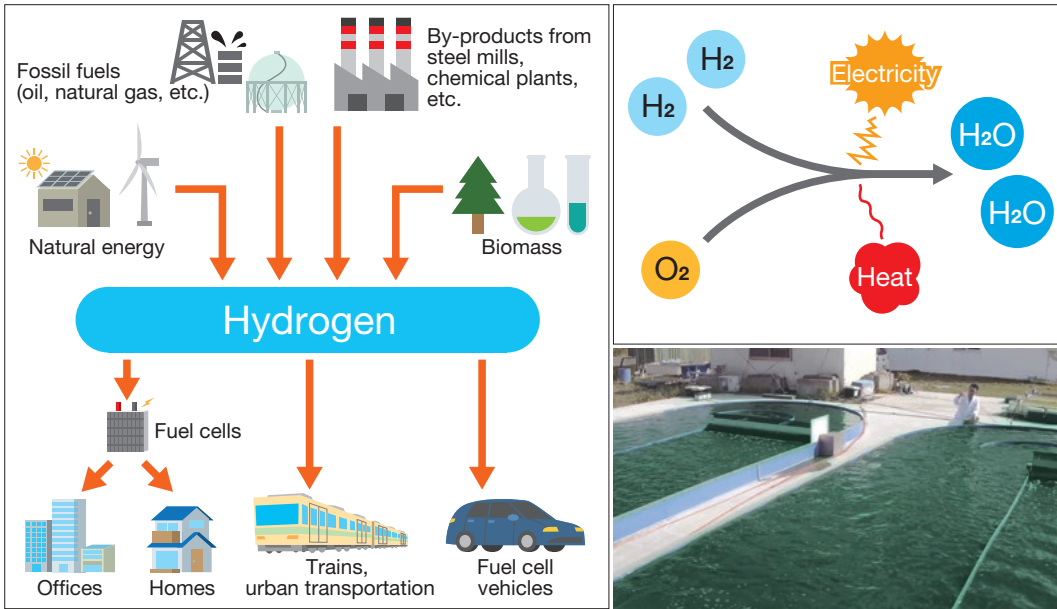 Fossil fuels
(oil, natural gas, etc.)
By-products from
steel mills,
chemical plants,
etc.
Natural energy
Biomass
Hydrogen
Fuel cells
Offices
Homes
Trains,
urban transportation
Fuel cell
vehicles
H2
H2
Electricity
H2O
H2O
O2
Heat